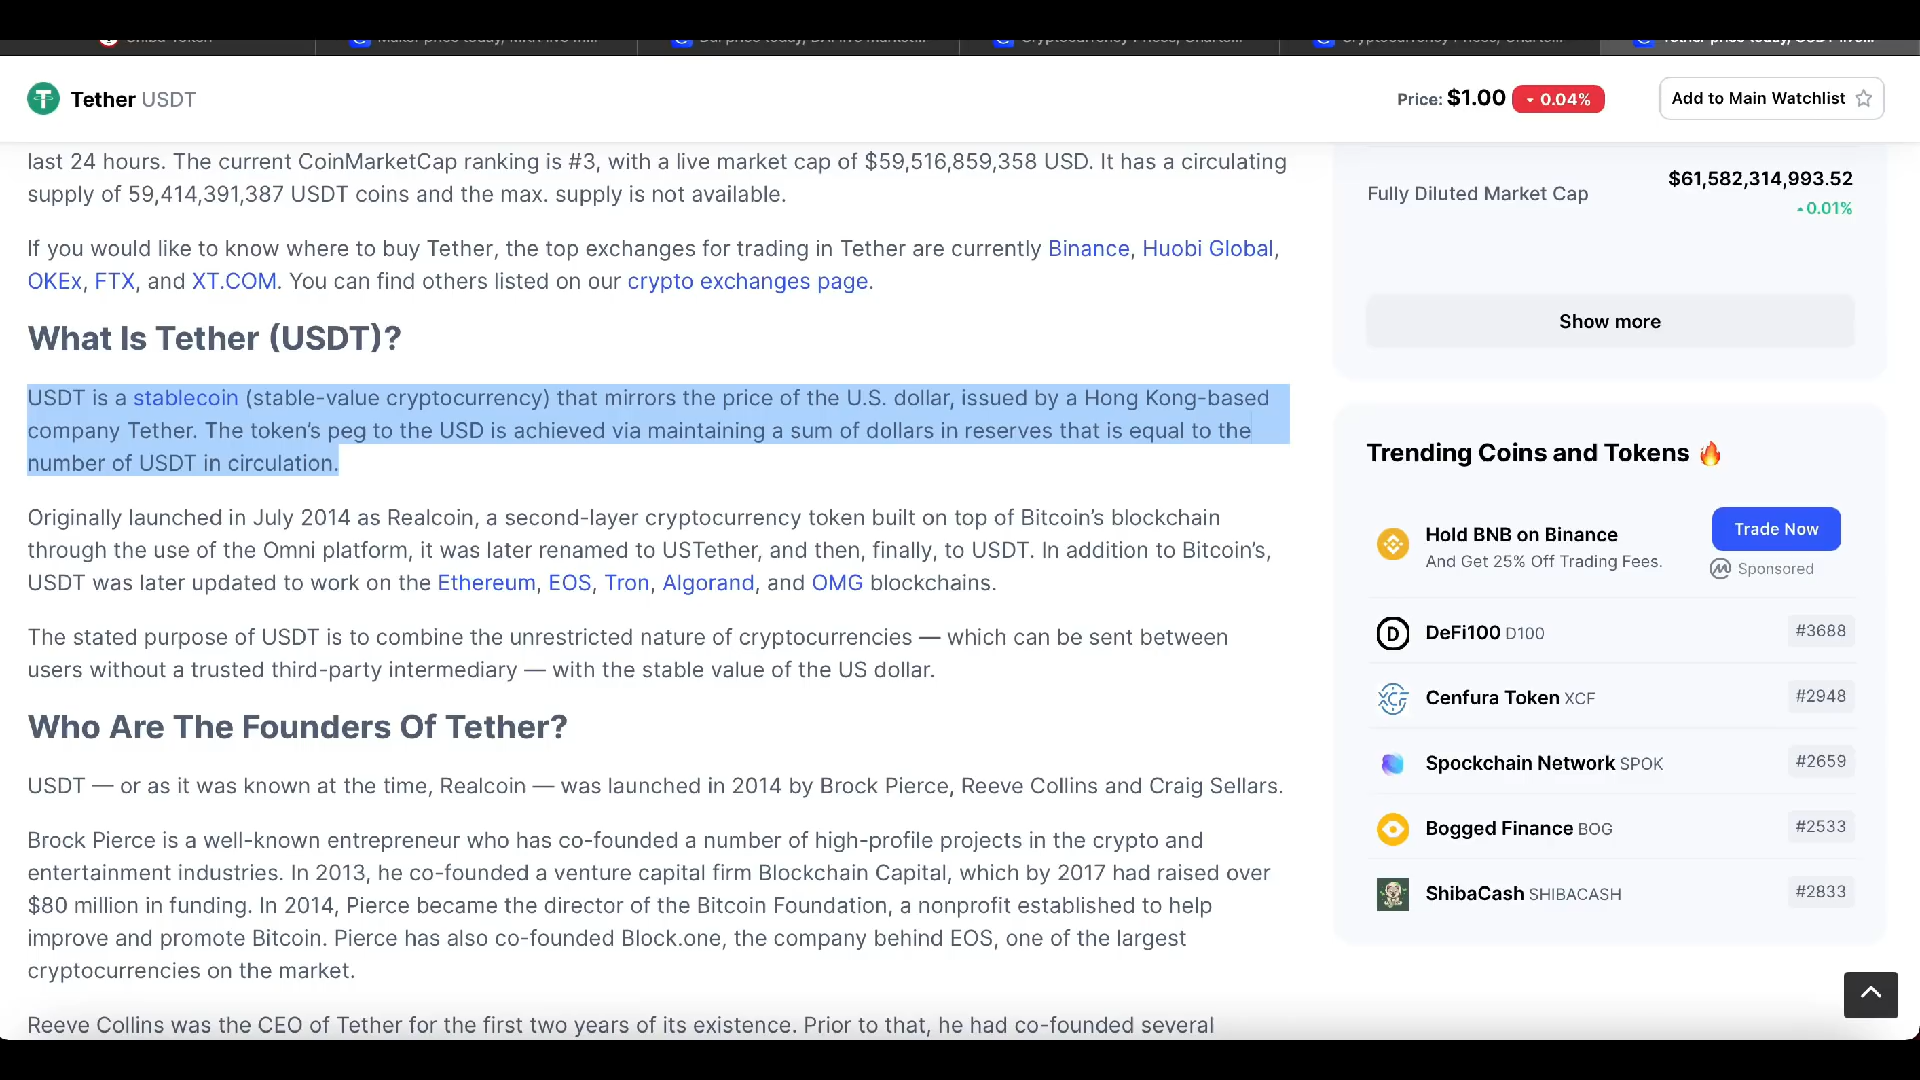 Tether USDT
Price: $1.00 0.04%
Add to Main Watchlist
last 24 hours. The current CoinMarketCap ranking is #3, with a live market cap of $59,516,859,358 USD. It has a circulating
supply of 59,414,391,387 USDT coins and the max. supply is not available.
If you would like to know where to buy Tether, the top exchanges for trading in Tether are currently Binance, Huobi Global,
OKEx, FTX, and XT.COM. You can find others listed on our crypto exchanges page.
What Is Tether (USDT)?
USDT is a stablecoin (stable-value cryptocurrency) that mirrors the price of the U.S. dollar, issued by a Hong Kong-based
company Tether. The token’s peg to the USD is achieved via maintaining a sum of dollars in reserves that is equal to the
number of USDT in circulation.
Originally launched in July 2014 as Realcoin, a second-layer cryptocurrency token built on top of Bitcoin’s blockchain
through the use of the Omni platform, it was later renamed to USTether, and then, finally, to USDT. In addition to Bitcoin’s,
USDT was later updated to work on the Ethereum, EOS, Tron, Algorand, and OMG blockchains.
The stated purpose of USDT is to combine the unrestricted nature of cryptocurrencies — which can be sent between
users without a trusted third-party intermediary — with the stable value of the US dollar.
Who Are The Founders Of Tether?
USDT — or as it was known at the time, Realcoin — was launched in 2014 by Brock Pierce, Reeve Collins and Craig Sellars.
Brock Pierce is a well-known entrepreneur who has co-founded a number of high-profile projects in the crypto and
entertainment industries. In 2013, he co-founded a venture capital firm Blockchain Capital, which by 2017 had raised over
$80 million in funding. In 2014, Pierce became the director of the Bitcoin Foundation, a nonprofit established to help
improve and promote Bitcoin. Pierce has also co-founded Block.one, the company behind EOS, one of the largest
cryptocurrencies on the market.
Reeve Collins was the CEO of Tether for the first two years of its existence. Prior to that, he had co-founded several
Fully Diluted Market Cap
$61,582,314,993.52
0.01%
Show more
Trending Coins and Tokens
Hold BNB on Binance
And Get 25% Off Trading Fees.
Trade Now
Sponsored
DeFi100 D100 #3688
Cenfura Token XCF #2948
Spockchain Network SPOK #2659
Bogged Finance BOG #2533
ShibaCash SHIBACASH #2833